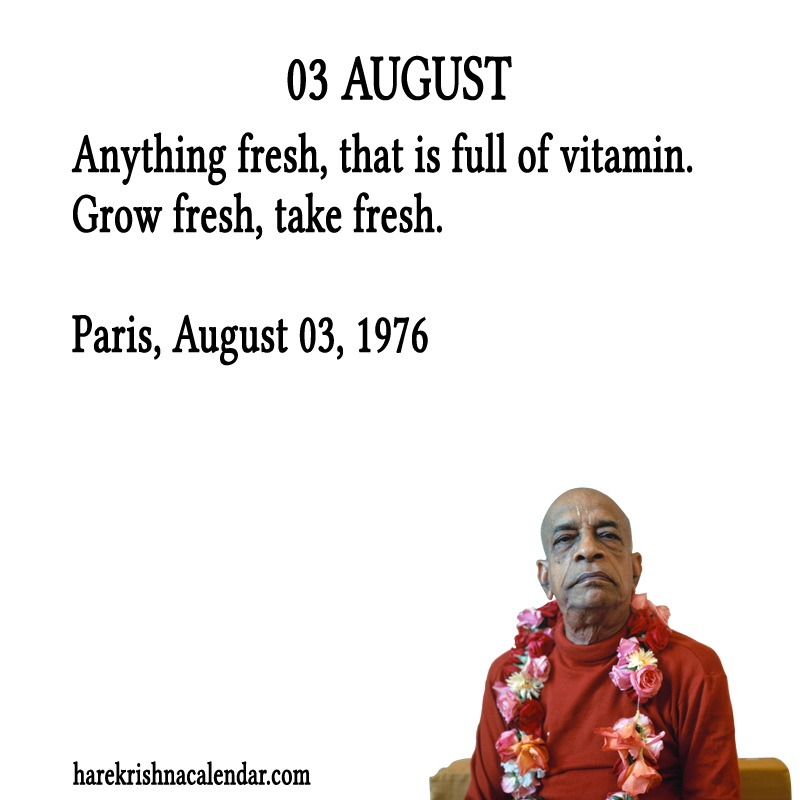 03 AUGUST
Anything fresh, that is full of vitamin.
Grow fresh, take fresh.
Paris, August 03, 1976
harekrishnacalendar.com